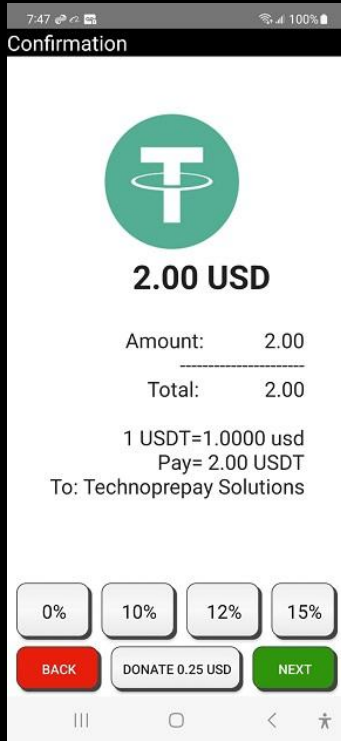 7:47 100%
Confirmation
2.00 USD
Amount: 2.00
----------------------
Total: 2.00
1 USDT=1.0000 usd
Pay= 2.00 USDT
To: Technoprepay Solutions
0% 10% 12% 15%
BACK DONATE 0.25 USD NEXT